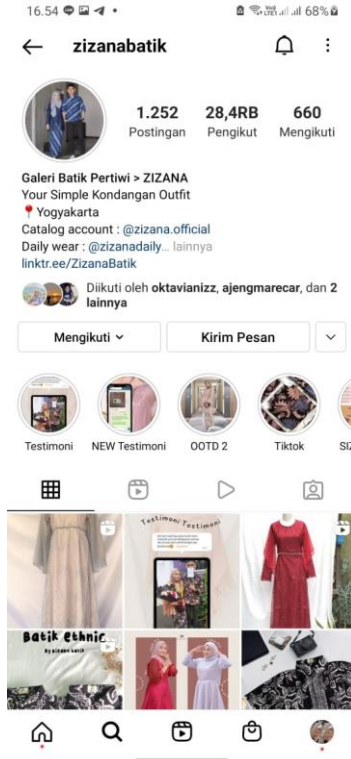 16.54
68%
zizanabatik
1.252 28,4RB 660
Postingan Pengikut Mengikuti
Galeri Batik Pertiwi > ZIZANA
Your Simple Kondangan Outfit
Yogyakarta
Catalog account : @zizana.official
Daily wear : @zizanadaily... lainnya
linktr.ee/ZizanaBatik
Diikuti oleh oktavianizz, ajengmarecar, dan 2
lainnya
Mengikuti
Kirim Pesan
Testimoni NEW Testimoni OOTD 2 Tiktok SIZ
Testimoni Testimoni
Batik ethnic